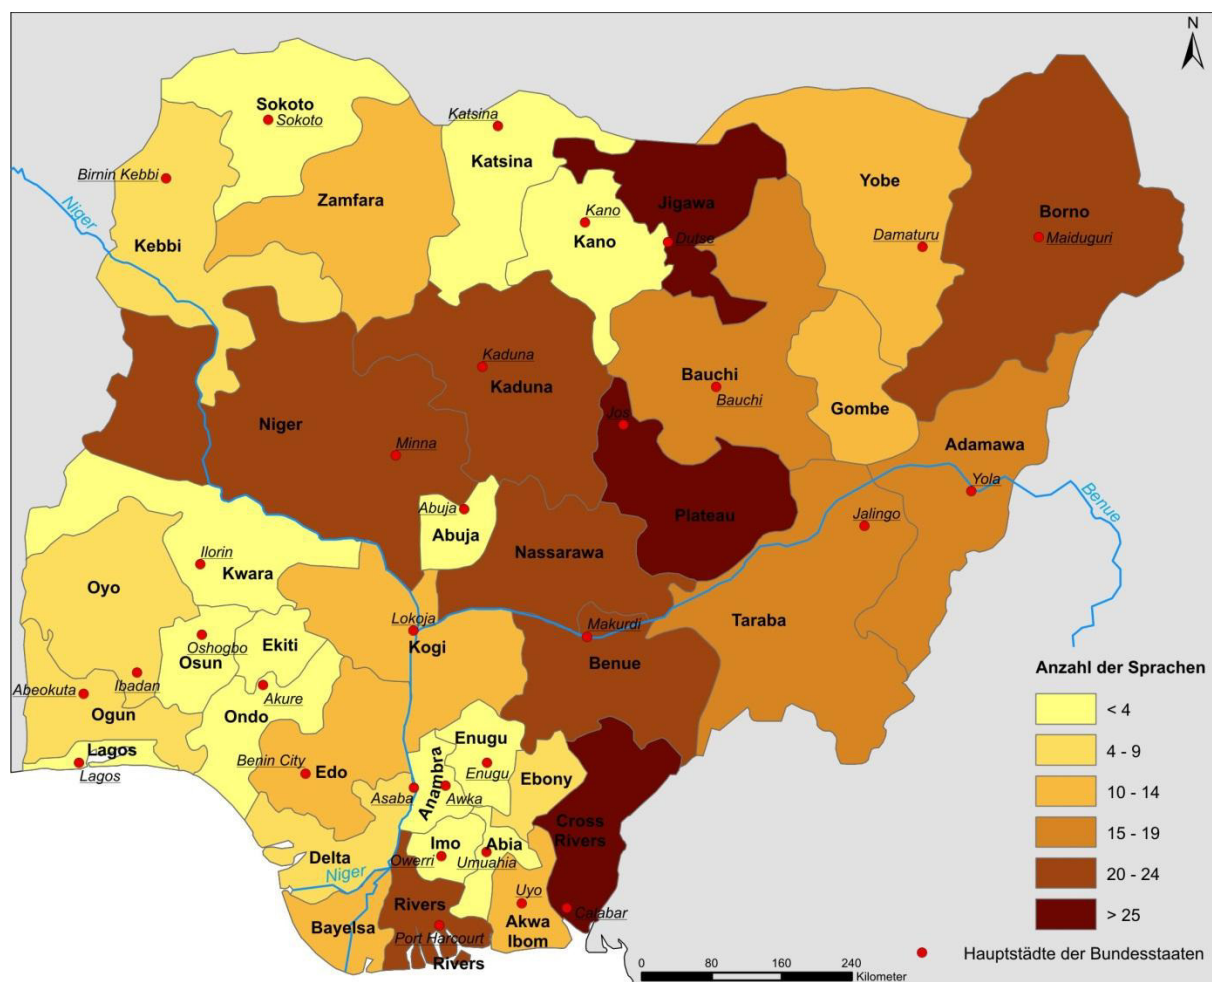 N
Sokoto
Sokoto
Katsina
Katsina
Birnin Kebbi
Niger
Kebbi
Zamfara
Kano
Kano
Jigawa
Dutse
Yobe
Damaturu
Borno
Maiduguri
Kaduna
Kaduna
Bauchi
Bauchi
Gombe
Niger
Minna
Jos
Adamawa
Yola
Benue
Abuja
Abuja
Plateau
Jalingo
Nassarawa
Ilorin
Kwara
Oyo
Lokoja
Kogi
Makurdi
Benue
Taraba
Oshogbo
Osun
Ekiti
Akure
Ibadan
Abeokuta
Ogun
Ondo
Lagos
Lagos
Benin City
Edo
Enugu
Enugu
Ebony
Anambra
Awka
Asaba
Cross
Rivers
Imo
Owerri
Abia
Umuahia
Delta
Niger
Bayelsa
Rivers
Port Harcourt
Rivers
Uyo
Akwa
Ibom
Calabar
Anzahl der Sprachen
< 4
4 - 9
10 - 14
15 - 19
20 - 24
> 25
Hauptstädte der Bundesstaaten
0 80 160 240
Kilometer